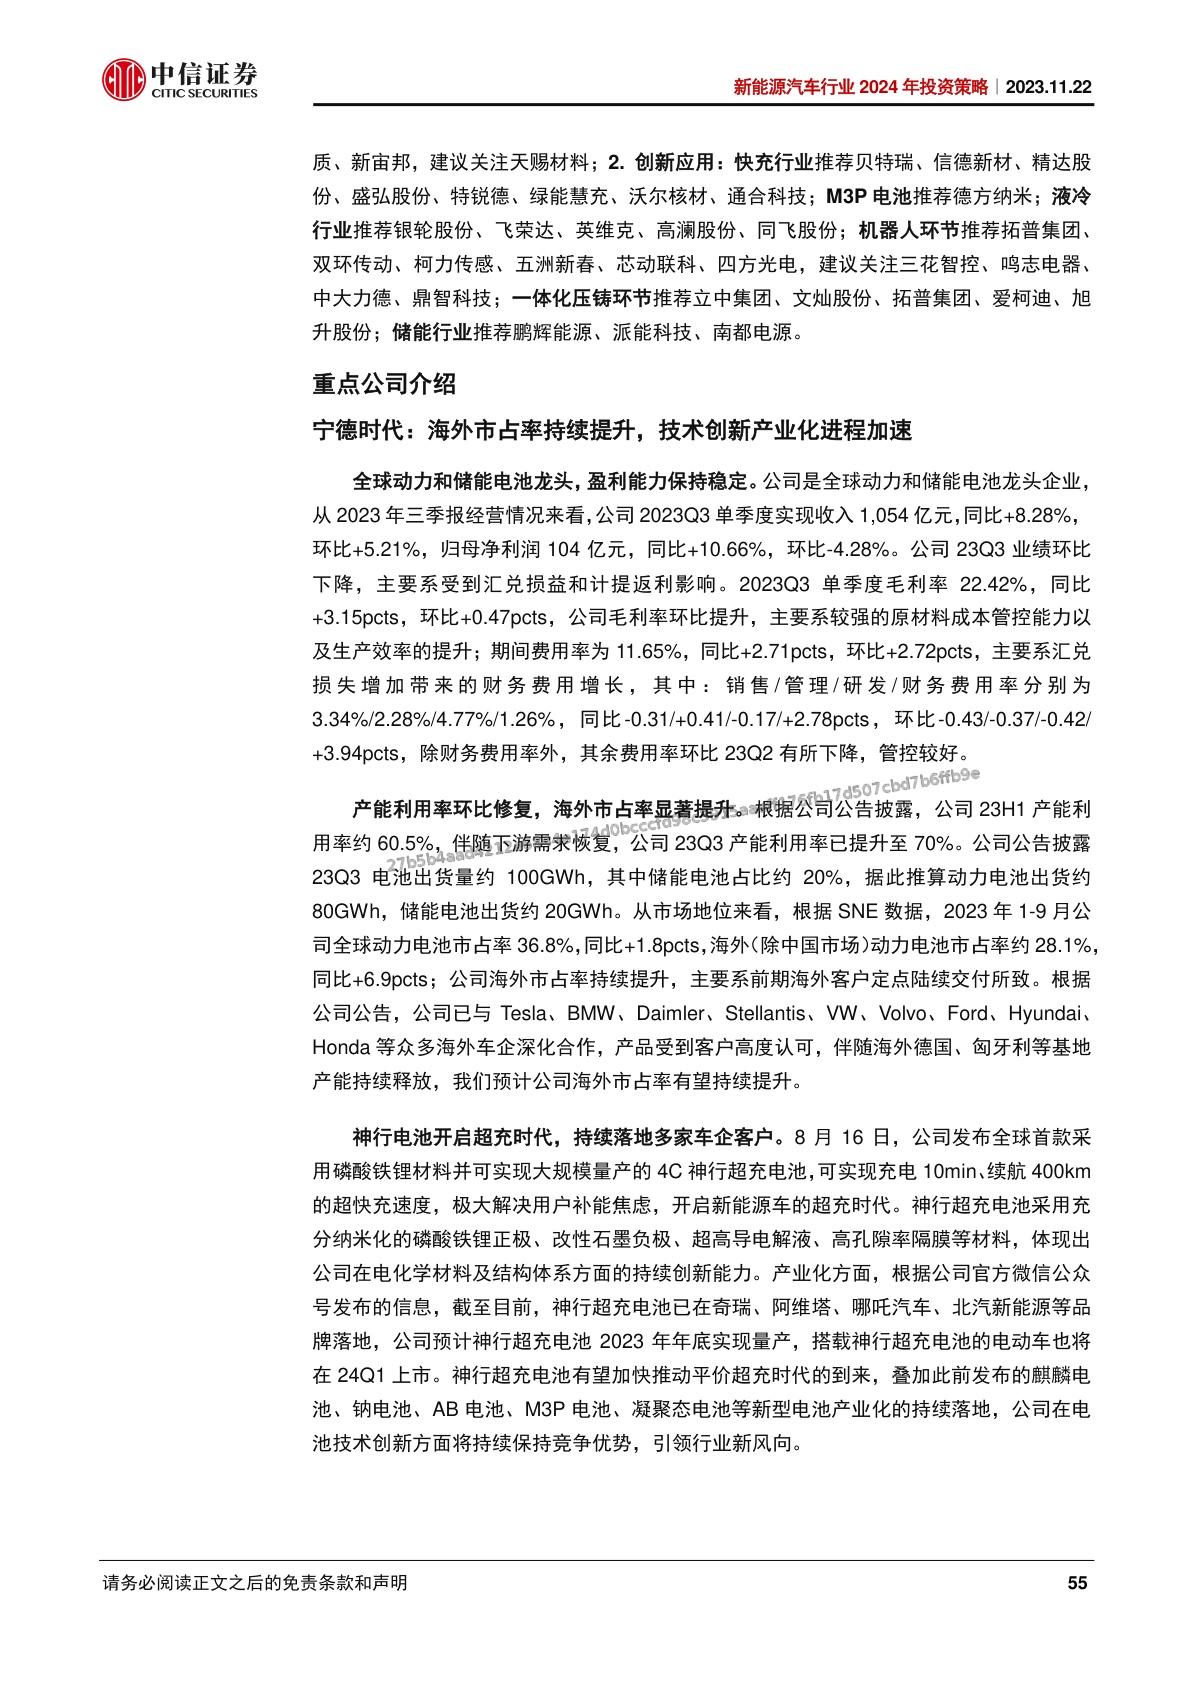 中信证券
CITIC SECURITIES
新能源汽车行业 2024 年投资策略｜2023.11.22
质、新宙邦，建议关注天赐材料；2. 创新应用：快充行业推荐贝特瑞、信德新材、精达股
份、盛弘股份、特锐德、绿能慧充、沃尔核材、通合科技；M3P 电池推荐德方纳米；液冷
行业推荐银轮股份、飞荣达、英维克、高澜股份、同飞股份；机器人环节推荐拓普集团、
双环传动、柯力传感、五洲新春、芯动联科、四方光电，建议关注三花智控、鸣志电器、
中大力德、鼎智科技；一体化压铸环节推荐立中集团、文灿股份、拓普集团、爱柯迪、旭
升股份；储能行业推荐鹏辉能源、派能科技、南都电源。
重点公司介绍
宁德时代：海外市占率持续提升，技术创新产业化进程加速
全球动力和储能电池龙头，盈利能力保持稳定。公司是全球动力和储能电池龙头企业，
从 2023 年三季报经营情况来看，公司 2023Q3 单季度实现收入 1,054 亿元，同比+8.28%，
环比+5.21%，归母净利润 104 亿元，同比+10.66%，环比-4.28%。公司 23Q3 业绩环比
下降，主要系受到汇兑损益和计提返利影响。2023Q3 单季度毛利率 22.42%，同比
+3.15pcts，环比+0.47pcts，公司毛利率环比提升，主要系较强的原材料成本管控能力以
及生产效率的提升；期间费用率为 11.65%，同比+2.71pcts，环比+2.72pcts，主要系汇兑
损失增加带来的财务费用增长，其中：销售/管理/研发/财务费用率分别为
3.34%/2.28%/4.77%/1.26%，同比-0.31/+0.41/-0.17/+2.78pcts，环比-0.43/-0.37/-0.42/
+3.94pcts，除财务费用率外，其余费用率环比 23Q2 有所下降，管控较好。
产能利用率环比修复，海外市占率显著提升。根据公司公告披露，公司 23H1 产能利
用率约 60.5%，伴随下游需求恢复，公司 23Q3 产能利用率已提升至 70%。公司公告披露
23Q3 电池出货量约 100GWh，其中储能电池占比约 20%，据此推算动力电池出货约
80GWh，储能电池出货约 20GWh。从市场地位来看，根据 SNE 数据，2023 年 1-9 月公
司全球动力电池市占率 36.8%，同比+1.8pcts，海外（除中国市场）动力电池市占率约 28.1%，
同比+6.9pcts；公司海外市占率持续提升，主要系前期海外客户定点陆续交付所致。根据
公司公告，公司已与 Tesla、BMW、Daimler、Stellantis、VW、Volvo、Ford、Hyundai、
Honda 等众多海外车企深化合作，产品受到客户高度认可，伴随海外德国、匈牙利等基地
产能持续释放，我们预计公司海外市占率有望持续提升。
神行电池开启超充时代，持续落地多家车企客户。8 月 16 日，公司发布全球首款采
用磷酸铁锂材料并可实现大规模量产的 4C 神行超充电池，可实现充电 10min、续航 400km
的超快充速度，极大解决用户补能焦虑，开启新能源车的超充时代。神行超充电池采用充
分纳米化的磷酸铁锂正极、改性石墨负极、超高导电解液、高孔隙率隔膜等材料，体现出
公司在电化学材料及结构体系方面的持续创新能力。产业化方面，根据公司官方微信公众
号发布的信息，截至目前，神行超充电池已在奇瑞、阿维塔、哪吒汽车、北汽新能源等品
牌落地，公司预计神行超充电池 2023 年年底实现量产，搭载神行超充电池的电动车也将
在 24Q1 上市。神行超充电池有望加快推动平价超充时代的到来，叠加此前发布的麒麟电
池、钠电池、AB 电池、M3P 电池、凝聚态电池等新型电池产业化的持续落地，公司在电
池技术创新方面将持续保持竞争优势，引领行业新风向。
请务必阅读正文之后的免责条款和声明
55